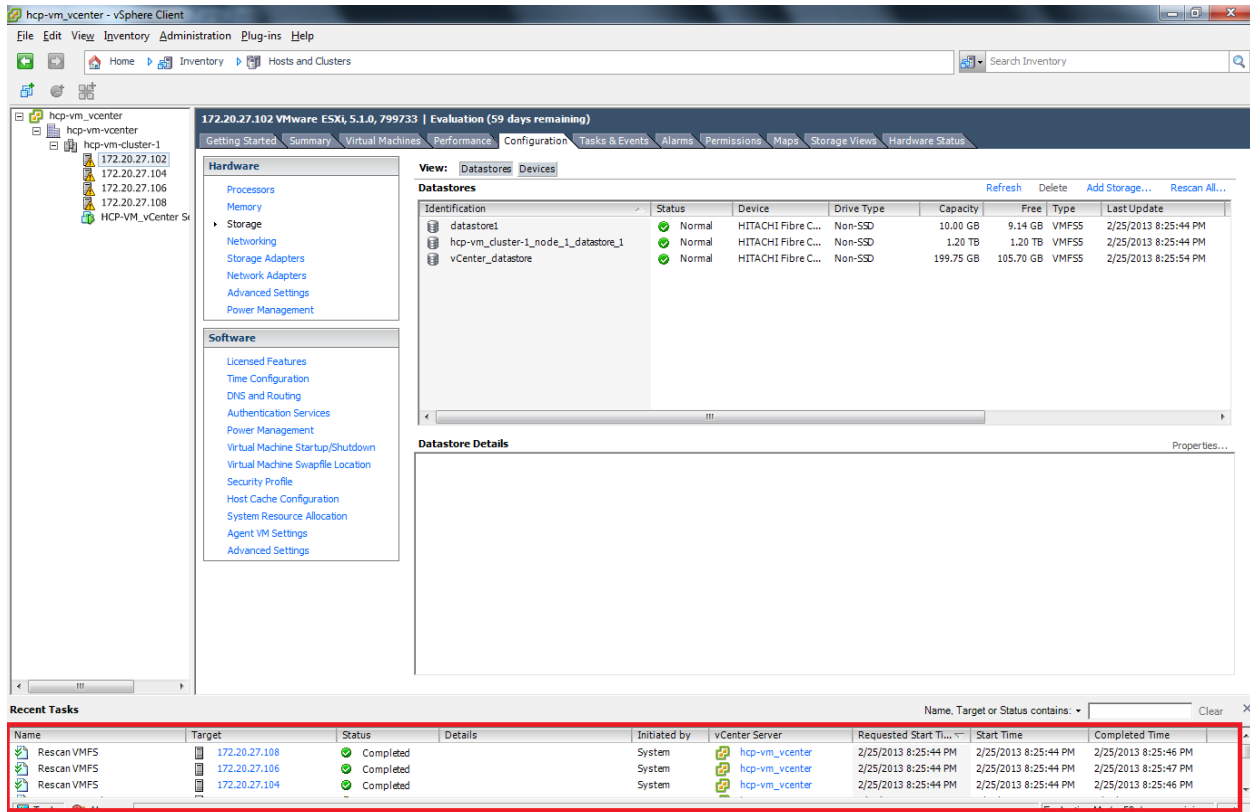 hcp-vm_vcenter - vSphere Client
File Edit View Inventory Administration Plug-ins Help
Home Inventory Hosts and Clusters Search Inventory
hcp-vm_vcenter
hcp-vm-vcenter
hcp-vm-cluster-1
172.20.27.102
172.20.27.104
172.20.27.106
172.20.27.108
HCP-VM_vCenter Se
172.20.27.102 VMware ESXi, 5.1.0, 799733 | Evaluation (59 days remaining)
Getting Started Summary Virtual Machines Performance Configuration Tasks & Events Alarms Permissions Maps Storage Views Hardware Status
Hardware
Processors
Memory
Storage
Networking
Storage Adapters
Network Adapters
Advanced Settings
Power Management
Software
Licensed Features
Time Configuration
DNS and Routing
Authentication Services
Power Management
Virtual Machine Startup/Shutdown
Virtual Machine Swapfile Location
Security Profile
Host Cache Configuration
System Resource Allocation
Agent VM Settings
Advanced Settings
View: Datastores Devices
Datastores Refresh Delete Add Storage... Rescan All...
Identification Status Device Drive Type Capacity Free Type Last Update
datastore1 Normal HITACHI Fibre C... Non-SSD 10.00 GB 9.14 GB VMFS5 2/25/2013 8:25:44 PM
hcp-vm_cluster-1_node_1_datastore_1 Normal HITACHI Fibre C... Non-SSD 1.20 TB 1.20 TB VMFS5 2/25/2013 8:25:44 PM
vCenter_datastore Normal HITACHI Fibre C... Non-SSD 199.75 GB 105.70 GB VMFS5 2/25/2013 8:25:54 PM
Datastore Details Properties...
Recent Tasks Name, Target or Status contains: Clear
Name Target Status Details Initiated by vCenter Server Requested Start Ti... Start Time Completed Time
Rescan VMFS 172.20.27.108 Completed System hcp-vm_vcenter 2/25/2013 8:25:44 PM 2/25/2013 8:25:44 PM 2/25/2013 8:25:46 PM
Rescan VMFS 172.20.27.106 Completed System hcp-vm_vcenter 2/25/2013 8:25:44 PM 2/25/2013 8:25:44 PM 2/25/2013 8:25:47 PM
Rescan VMFS 172.20.27.104 Completed System hcp-vm_vcenter 2/25/2013 8:25:44 PM 2/25/2013 8:25:44 PM 2/25/2013 8:25:46 PM